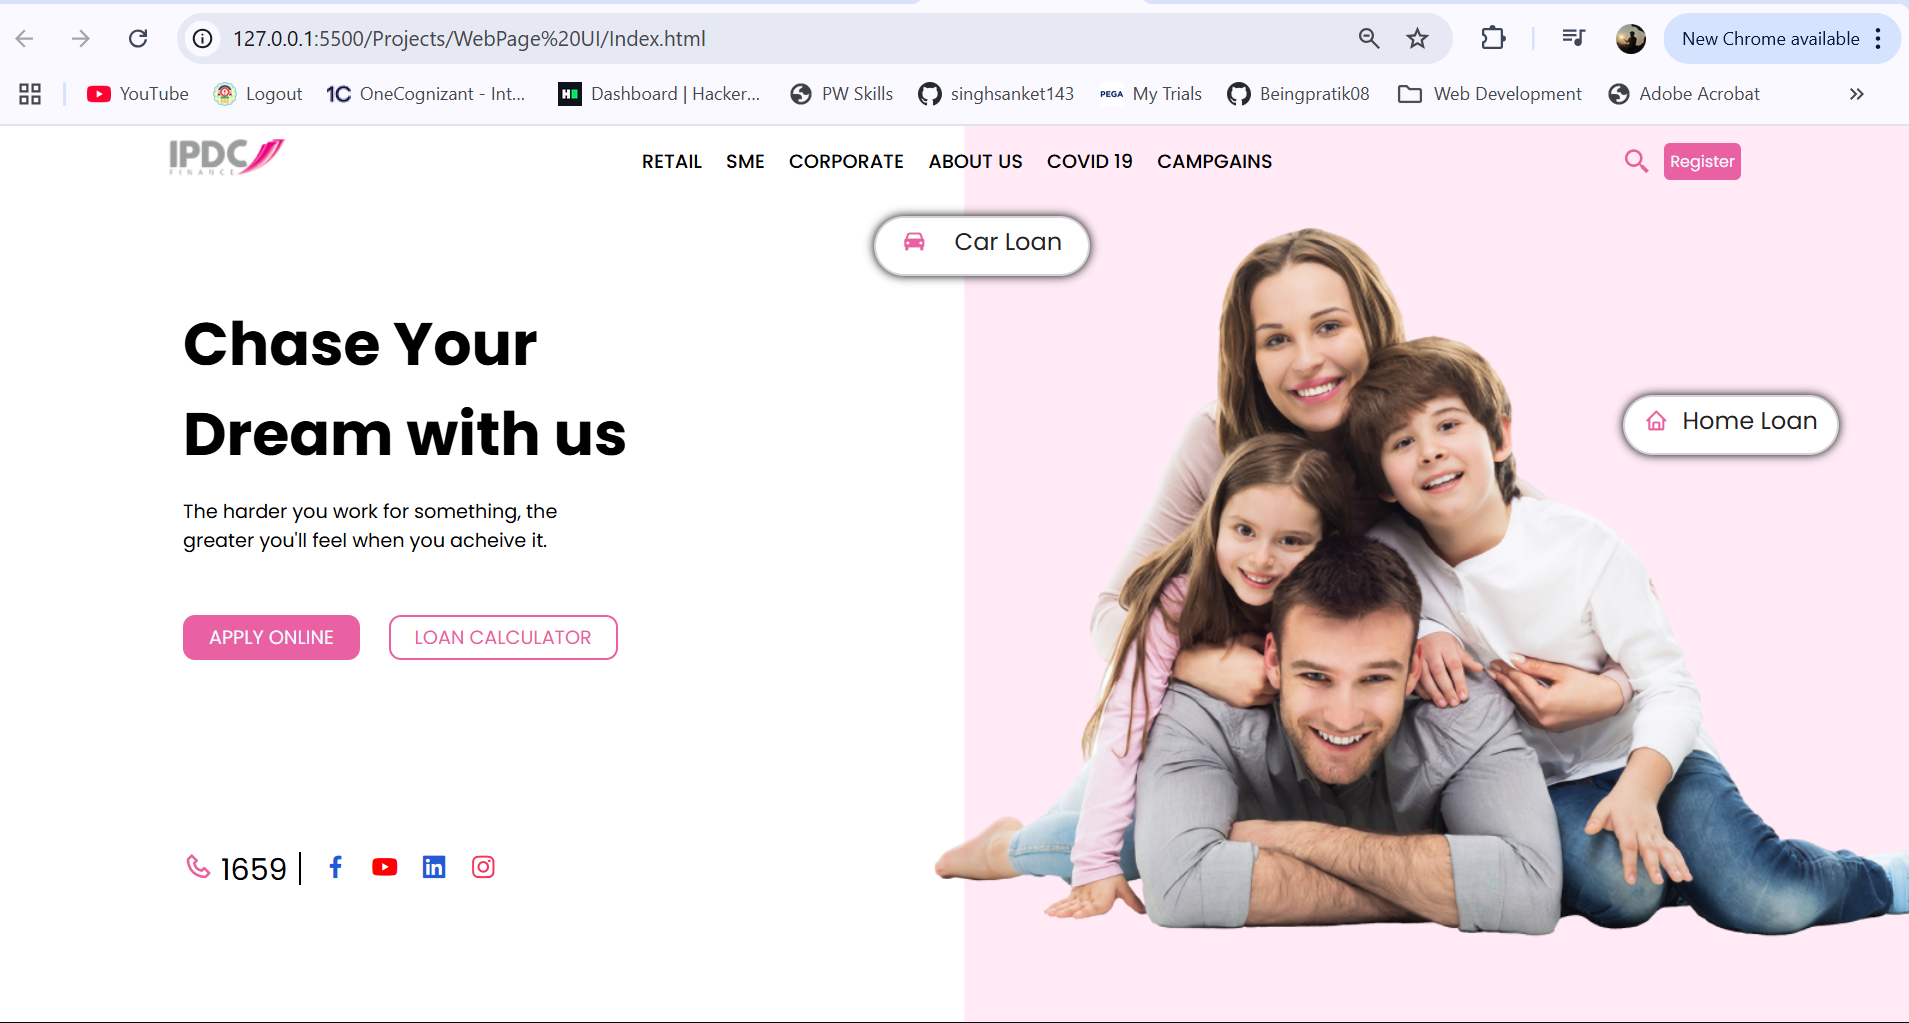 127.0.0.1:5500/Projects/WebPage%20UI/Index.html
New Chrome available
YouTube
Logout
1C OneCognizant - Int...
H Dashboard | Hacker...
PW Skills
singhsanket143
PEGA My Trials
Beingpratik08
Web Development
Adobe Acrobat
IPDC
FINANCE
RETAIL SME CORPORATE ABOUT US COVID 19 CAMPGAINS
Register
Car Loan
Chase Your
Dream with us
Home Loan
The harder you work for something, the
greater you'll feel when you acheive it.
APPLY ONLINE
LOAN CALCULATOR
1659